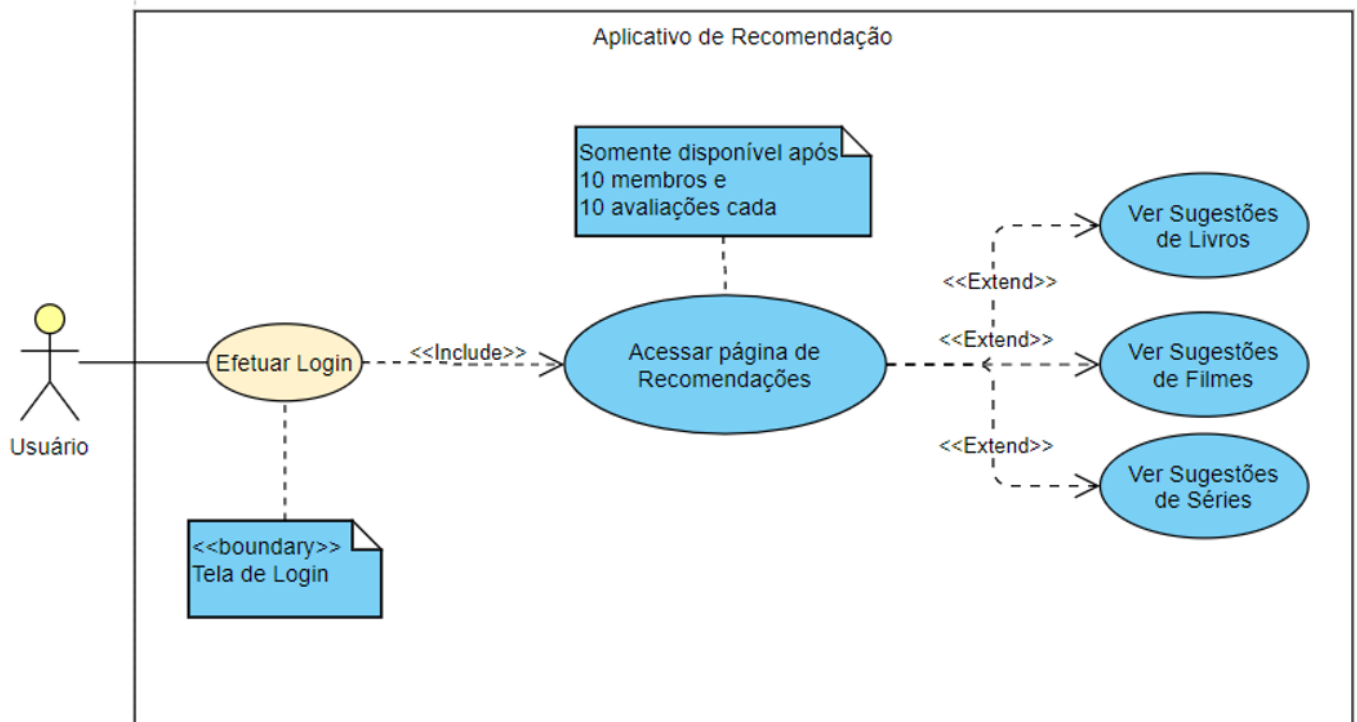 Aplicativo de Recomendação
Somente disponível após
10 membros e
10 avaliações cada
Ver Sugestões
de Livros
<<Extend>>
Usuário
Efetuar Login
<<Include>>
Acessar página de
Recomendações
<<Extend>>
Ver Sugestões
de Filmes
<<Extend>>
Ver Sugestões
de Séries
<<boundary>>
Tela de Login